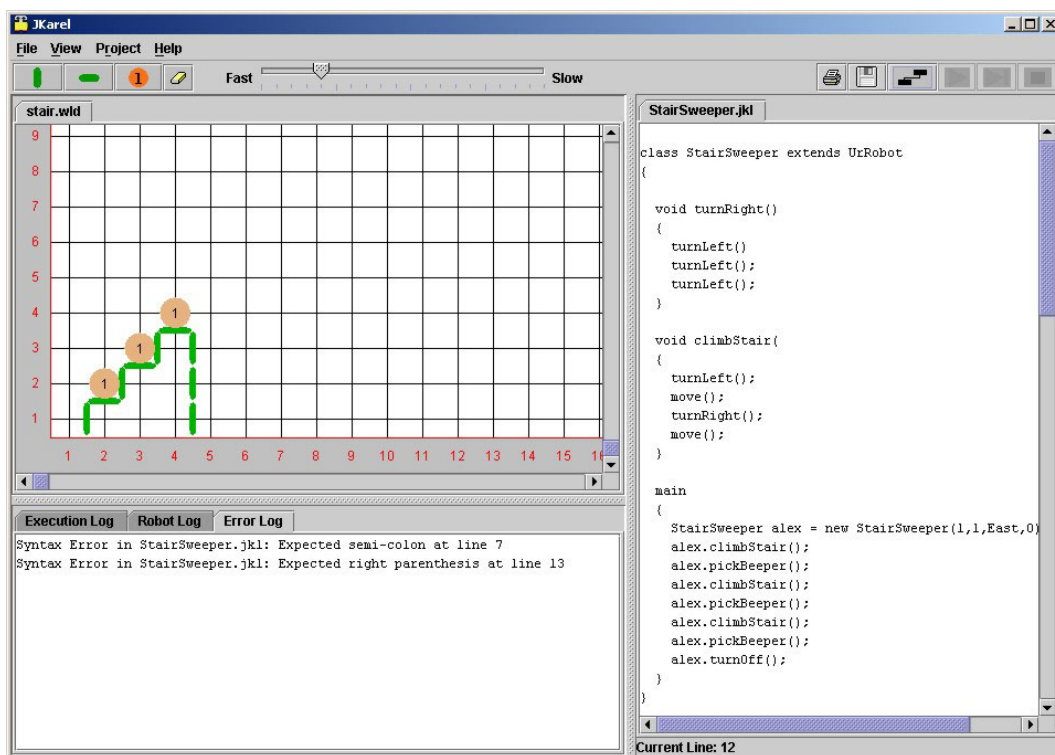 JKarel
File View Project Help
1 Fast Slow
stair.wld
9
8
7
6
5
4 1
3 1
2 1
1
1 2 3 4 5 6 7 8 9 10 11 12 13 14 15
Execution Log Robot Log Error Log
Syntax Error in StairSweeper.jkl: Expected semi-colon at line 7
Syntax Error in StairSweeper.jkl: Expected right parenthesis at line 13
StairSweeper.jkl
class StairSweeper extends UrRobot
{
void turnRight()
{
turnLeft()
turnLeft();
turnLeft();
}
void climbStair(
{
turnLeft();
move();
turnRight();
move();
}
main
{
StairSweeper alex = new StairSweeper(1,1,East,0)
alex.climbStair();
alex.pickBeeper();
alex.climbStair();
alex.pickBeeper();
alex.climbStair();
alex.pickBeeper();
alex.turnOff();
}
}
Current Line: 12